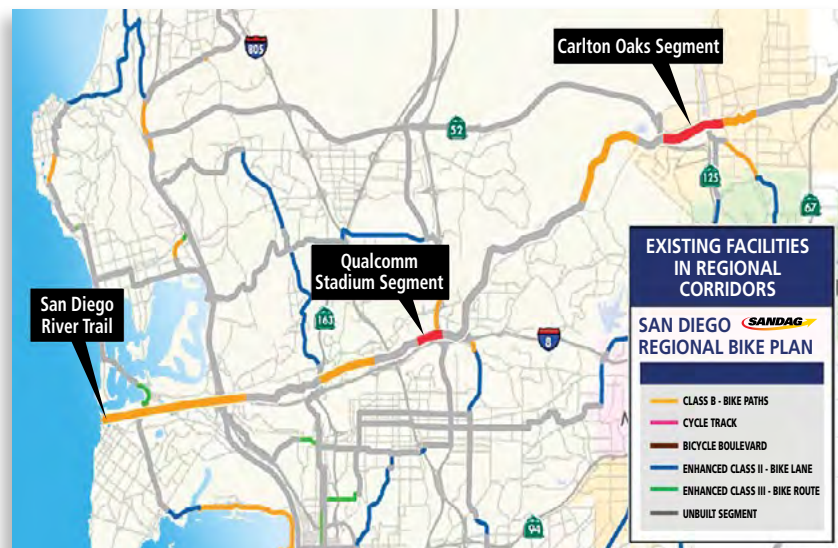 805
Carlton Oaks Segment
52
125
67
Qualcomm
Stadium Segment
San Diego
River Trail
163
8
EXISTING FACILITIES
IN REGIONAL
CORRIDORS
SAN DIEGO SANDAG
REGIONAL BIKE PLAN
CLASS B - BIKE PATHS
CYCLE TRACK
BICYCLE BOULEVARD
ENHANCED CLASS II - BIKE LANE
ENHANCED CLASS III - BIKE ROUTE
UNBUILT SEGMENT
94